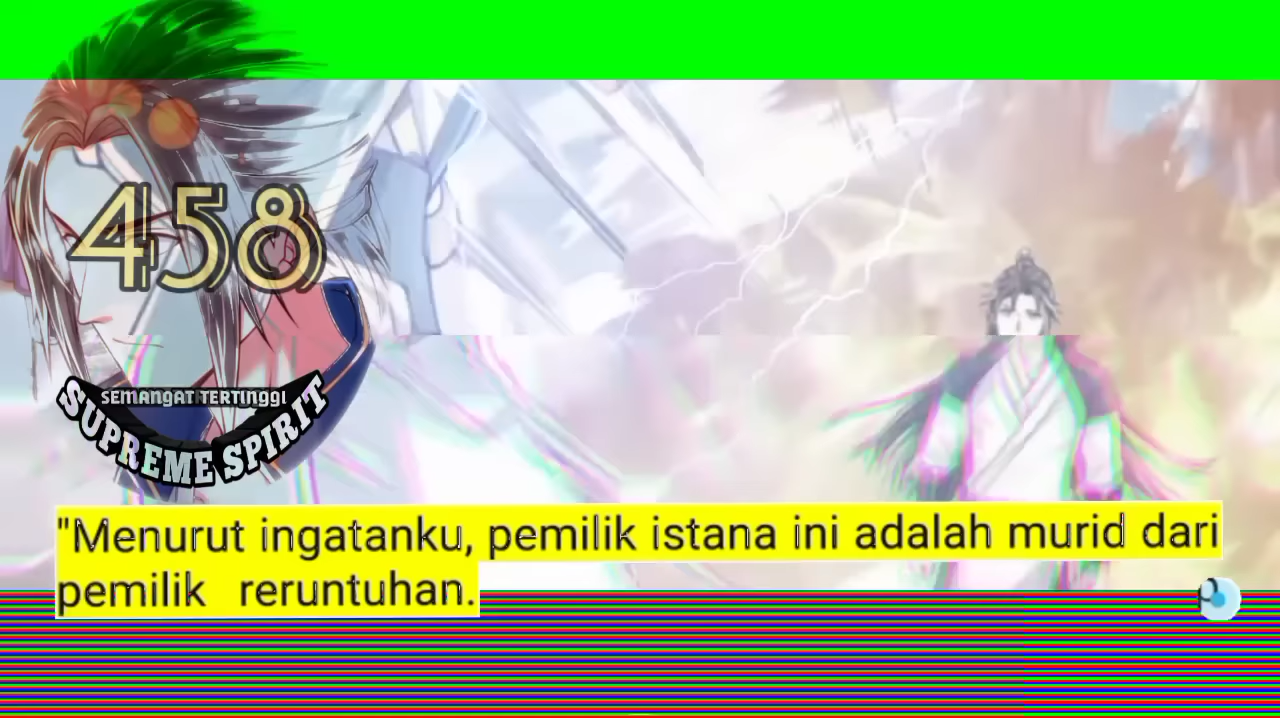 458
SEMANGAT TERTINGGI
SUPREME SPIRIT
"Menurut ingatanku, pemilik istana ini adalah murid dari
pemilik reruntuhan.